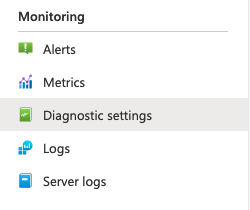 Monitoring
Alerts
Metrics
Diagnostic settings
Logs
Server logs